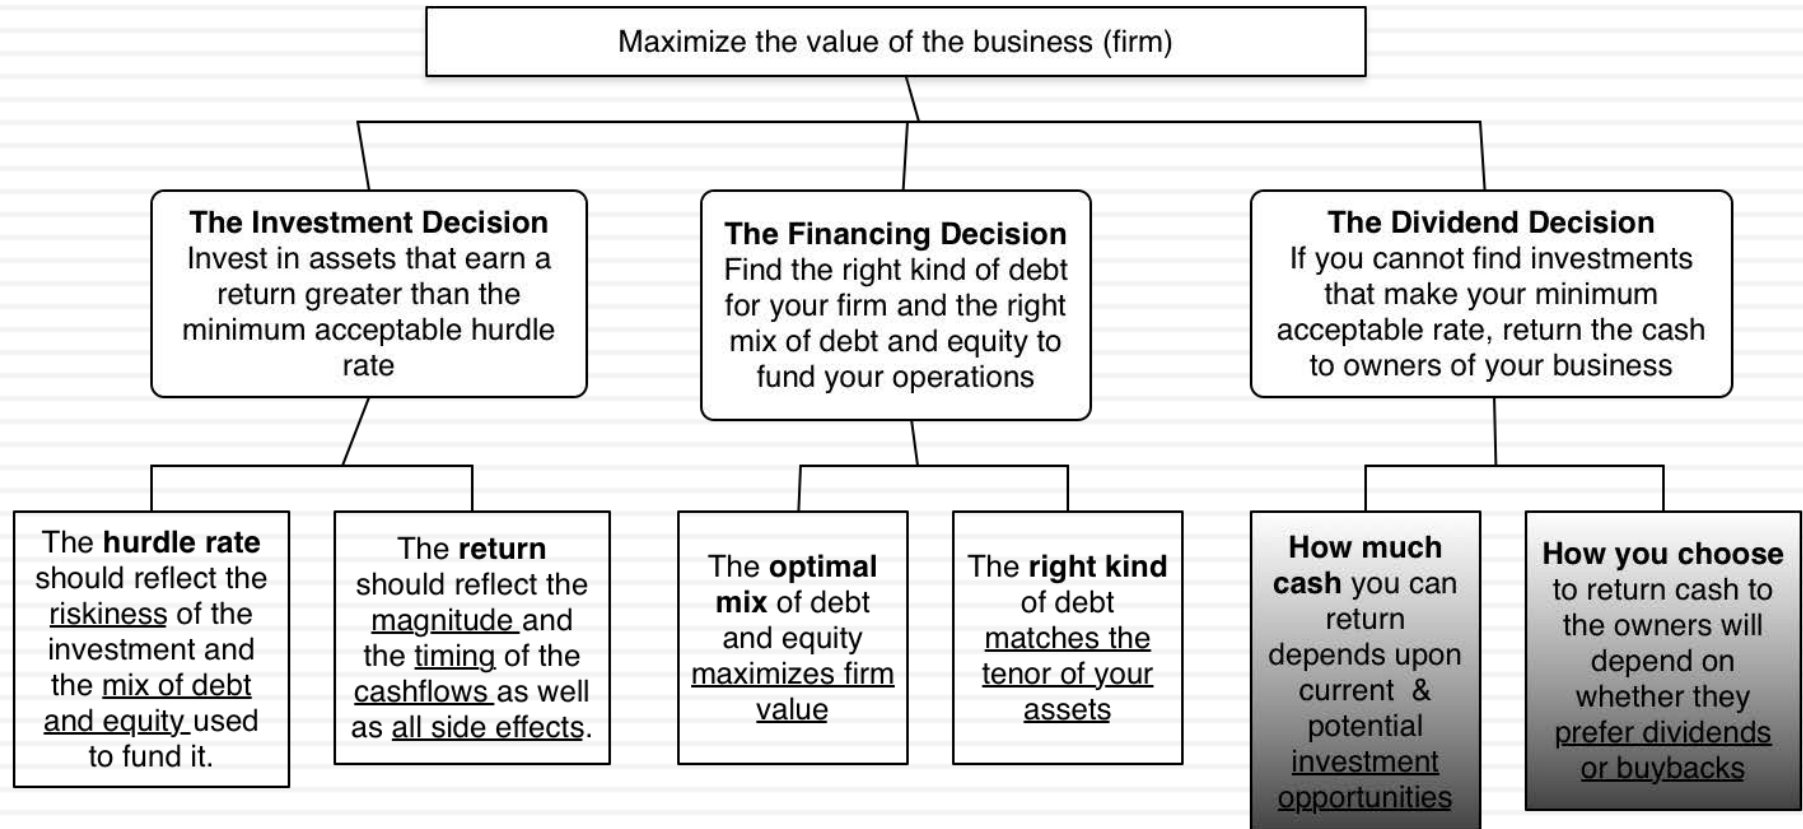 Maximize the value of the business (firm)
The Investment Decision
Invest in assets that earn a
return greater than the
minimum acceptable hurdle
rate
The Financing Decision
Find the right kind of debt
for your firm and the right
mix of debt and equity to
fund your operations
The Dividend Decision
If you cannot find investments
that make your minimum
acceptable rate, return the cash
to owners of your business
The hurdle rate
should reflect the
riskiness of the
investment and
the mix of debt
and equity used
to fund it.
The return
should reflect the
magnitude and
the timing of the
cashflows as well
as all side effects.
The optimal
mix of debt
and equity
maximizes firm
value
The right kind
of debt
matches the
tenor of your
assets
How much
cash you can
return
depends upon
current &
potential
investment
opportunities
How you choose
to return cash to
the owners will
depend on
whether they
prefer dividends
or buybacks